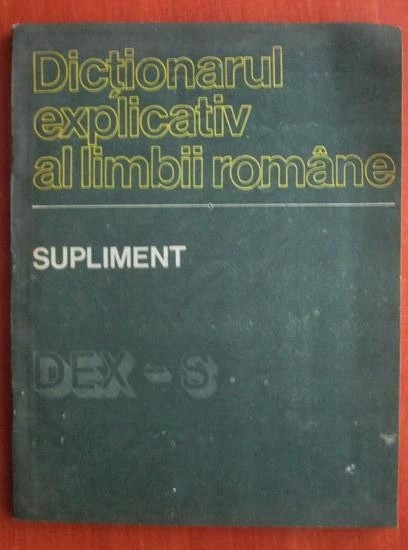 Dicționarul
explicativ
al limbii române
SUPLIMENT
DEX-S